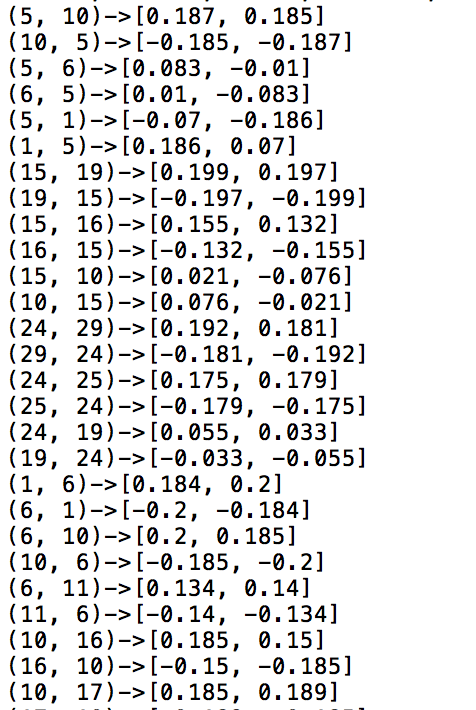 (5, 10)->[0.187, 0.185]
(10, 5)->[-0.185, -0.187]
(5, 6)->[0.083, -0.01]
(6, 5)->[0.01, -0.083]
(5, 1)->[-0.07, -0.186]
(1, 5)->[0.186, 0.07]
(15, 19)->[0.199, 0.197]
(19, 15)->[-0.197, -0.199]
(15, 16)->[0.155, 0.132]
(16, 15)->[-0.132, -0.155]
(15, 10)->[0.021, -0.076]
(10, 15)->[0.076, -0.021]
(24, 29)->[0.192, 0.181]
(29, 24)->[-0.181, -0.192]
(24, 25)->[0.175, 0.179]
(25, 24)->[-0.179, -0.175]
(24, 19)->[0.055, 0.033]
(19, 24)->[-0.033, -0.055]
(1, 6)->[0.184, 0.2]
(6, 1)->[-0.2, -0.184]
(6, 10)->[0.2, 0.185]
(10, 6)->[-0.185, -0.2]
(6, 11)->[0.134, 0.14]
(11, 6)->[-0.14, -0.134]
(10, 16)->[0.185, 0.15]
(16, 10)->[-0.15, -0.185]
(10, 17)->[0.185, 0.189]